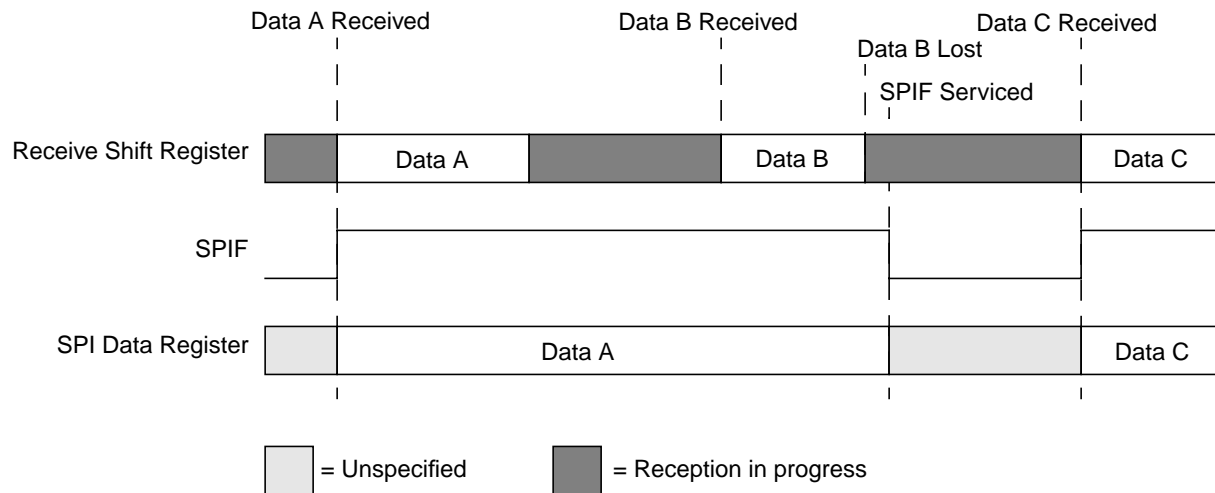 Data A Received
Data B Received
Data C Received
Data B Lost
SPIF Serviced
Receive Shift Register
Data A
Data B
Data C
SPIF
SPI Data Register
Data A
Data C
= Unspecified
= Reception in progress